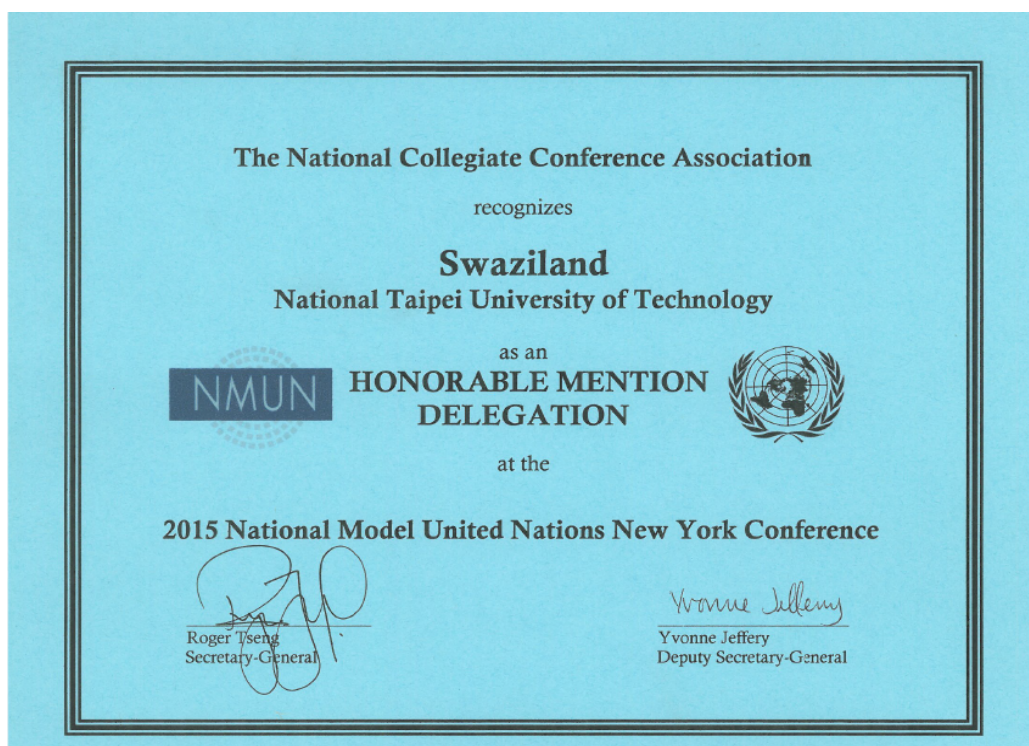 The National Collegiate Conference Association
recognizes
Swaziland
National Taipei University of Technology
as an
NMUN
HONORABLE MENTION
DELEGATION
at the
2015 National Model United Nations New York Conference
Yvonne Jeffery
Roger Tseng
Secretary-General
Yvonne Jeffery
Deputy Secretary-General